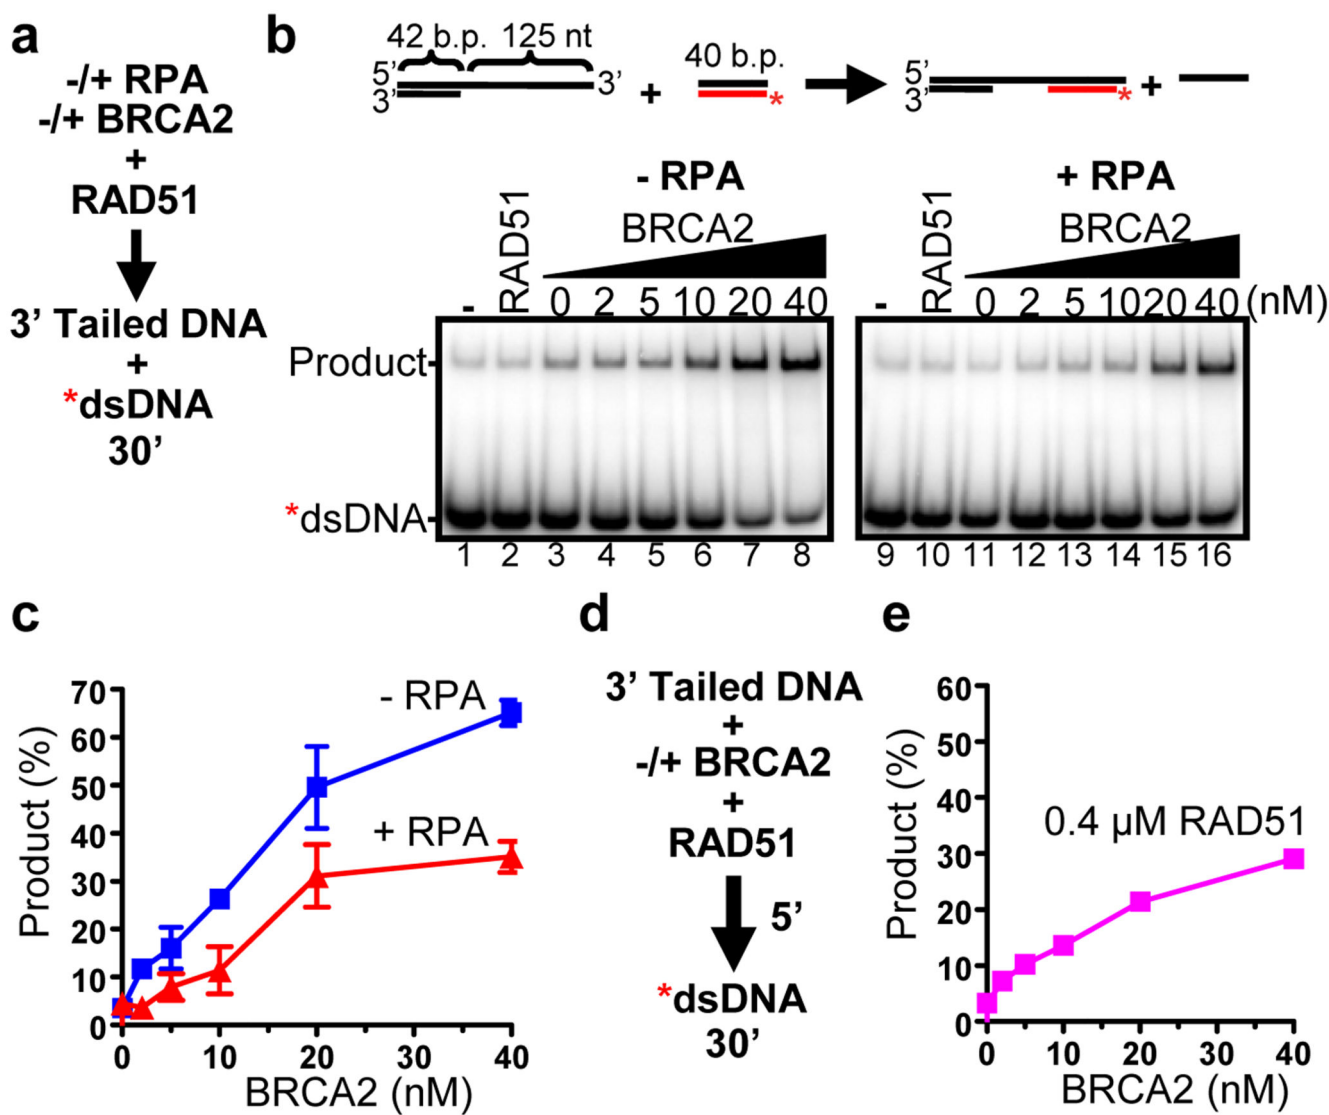 a
-/+ RPA
-/+ BRCA2
+
RAD51
3’ Tailed DNA
+
*dsDNA
30’
b
42 b.p. 125 nt
5’
3’
3’
+
40 b.p.
*
5’
3’
*
+
- RPA
BRCA2
- RAD51 0 2 5 10 20 40
+ RPA
BRCA2
- RAD51 0 2 5 10 20 40 (nM)
Product
*dsDNA
1 2 3 4 5 6 7 8
9 10 11 12 13 14 15 16
c
Product (%)
70
60
50
40
30
20
10
0
- RPA
+ RPA
0 10 20 30 40
BRCA2 (nM)
d
3’ Tailed DNA
+
-/+ BRCA2
+
RAD51
5’
*dsDNA
30’
e
Product (%)
60
50
40
30
20
10
0
0.4 µM RAD51
0 10 20 30 40
BRCA2 (nM)